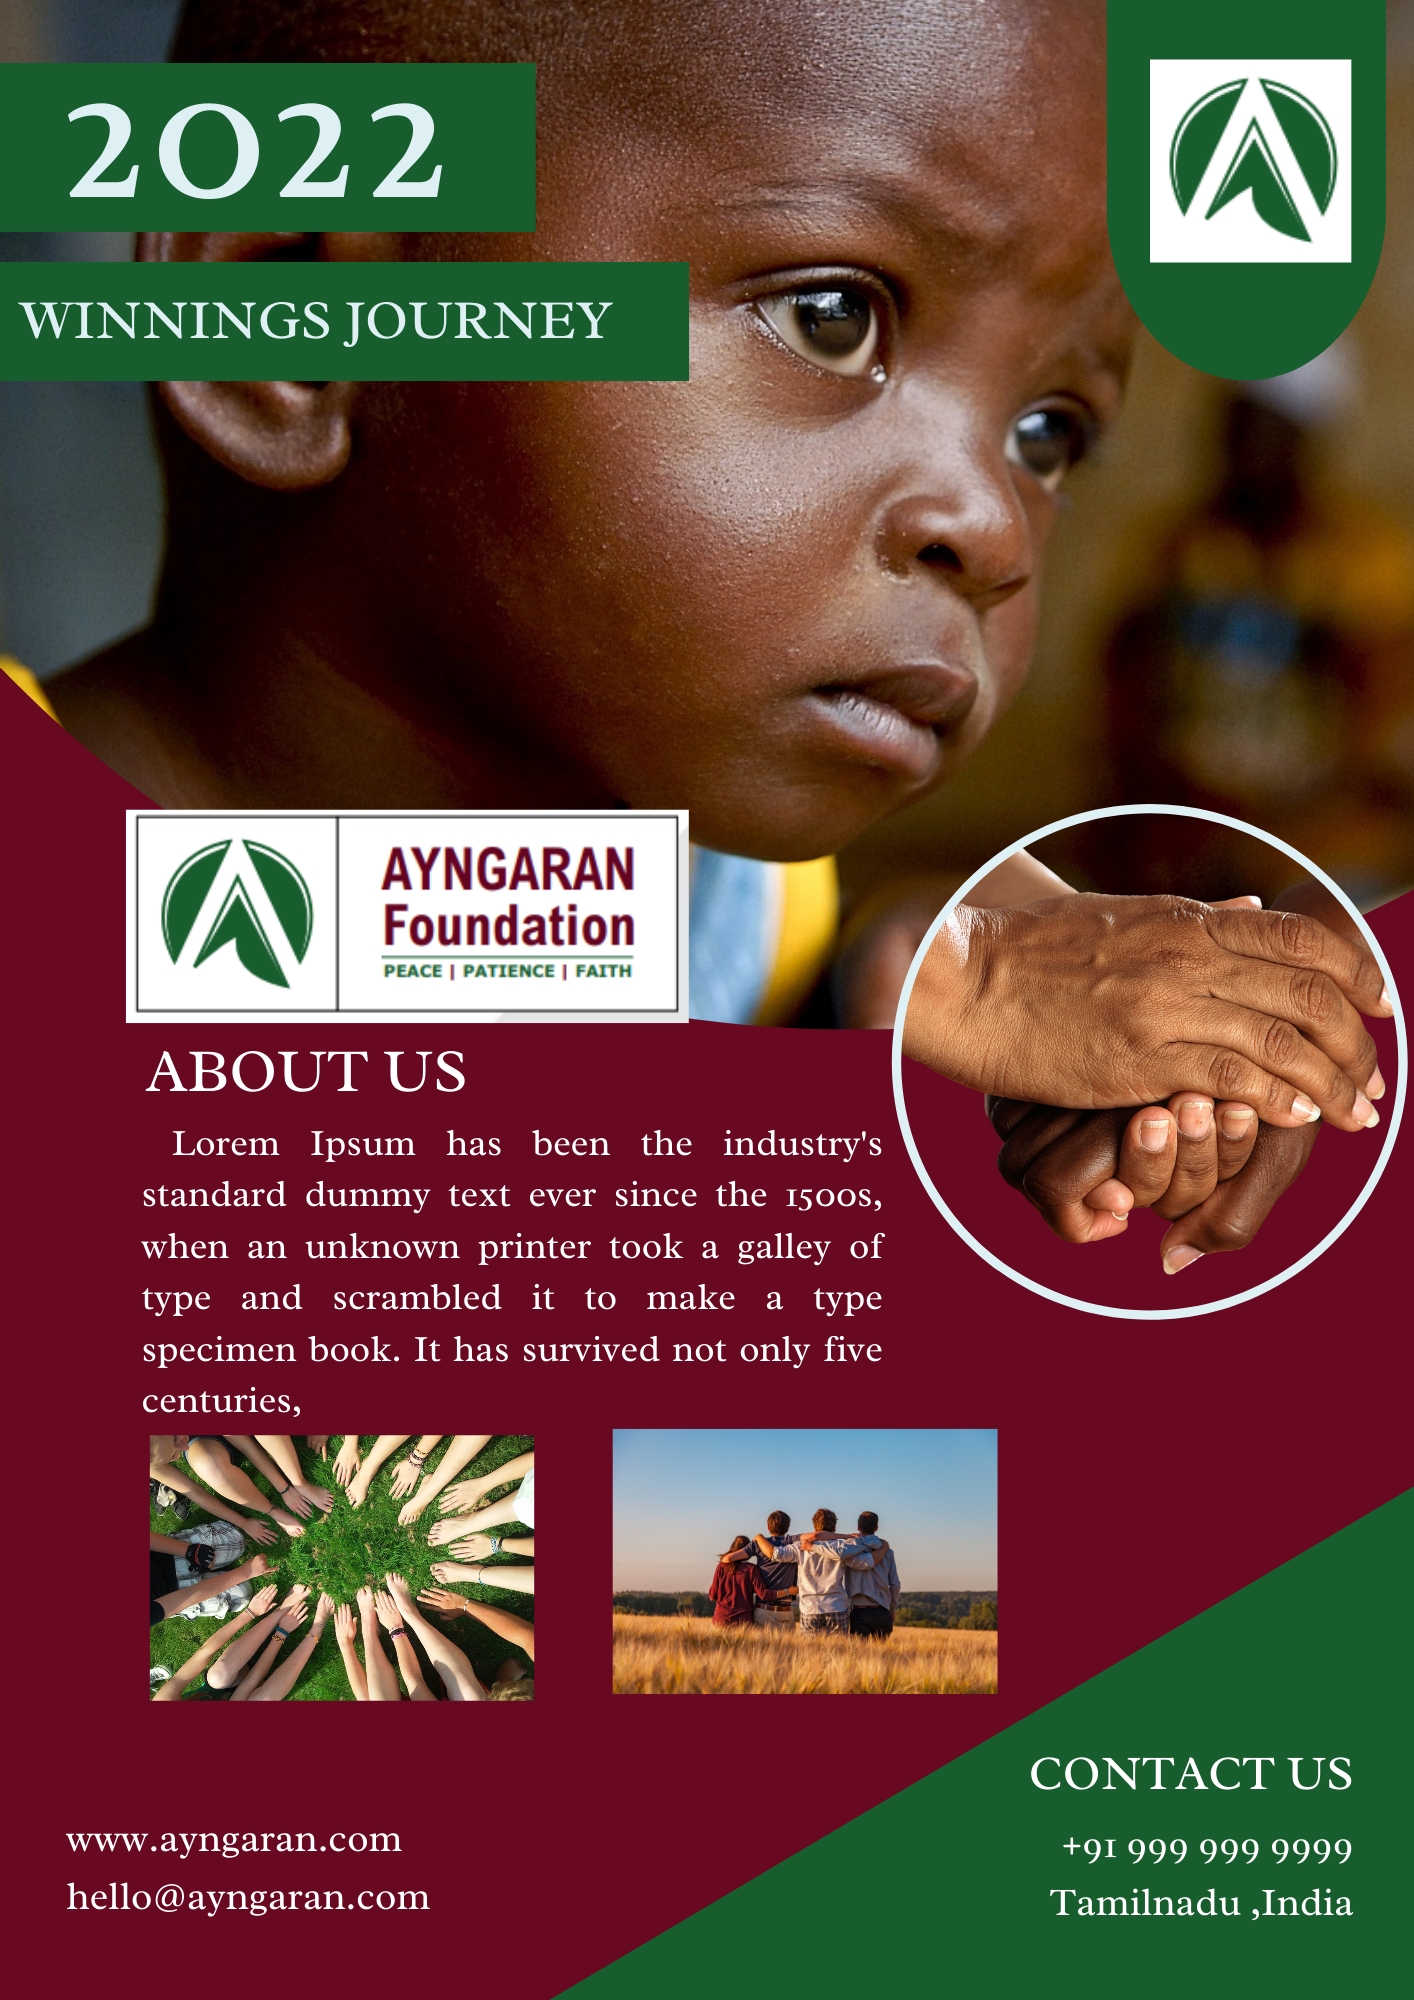 2022
WINNINGS JOURNEY
AYNGARAN
Foundation
PEACE | PATIENCE | FAITH
ABOUT US
Lorem Ipsum has been the industry's
standard dummy text ever since the 1500s,
when an unknown printer took a galley of
type and scrambled it to make a type
specimen book. It has survived not only five
centuries,
www.ayngaran.com
hello@ayngaran.com
CONTACT US
+91 999 999 9999
Tamilnadu ,India